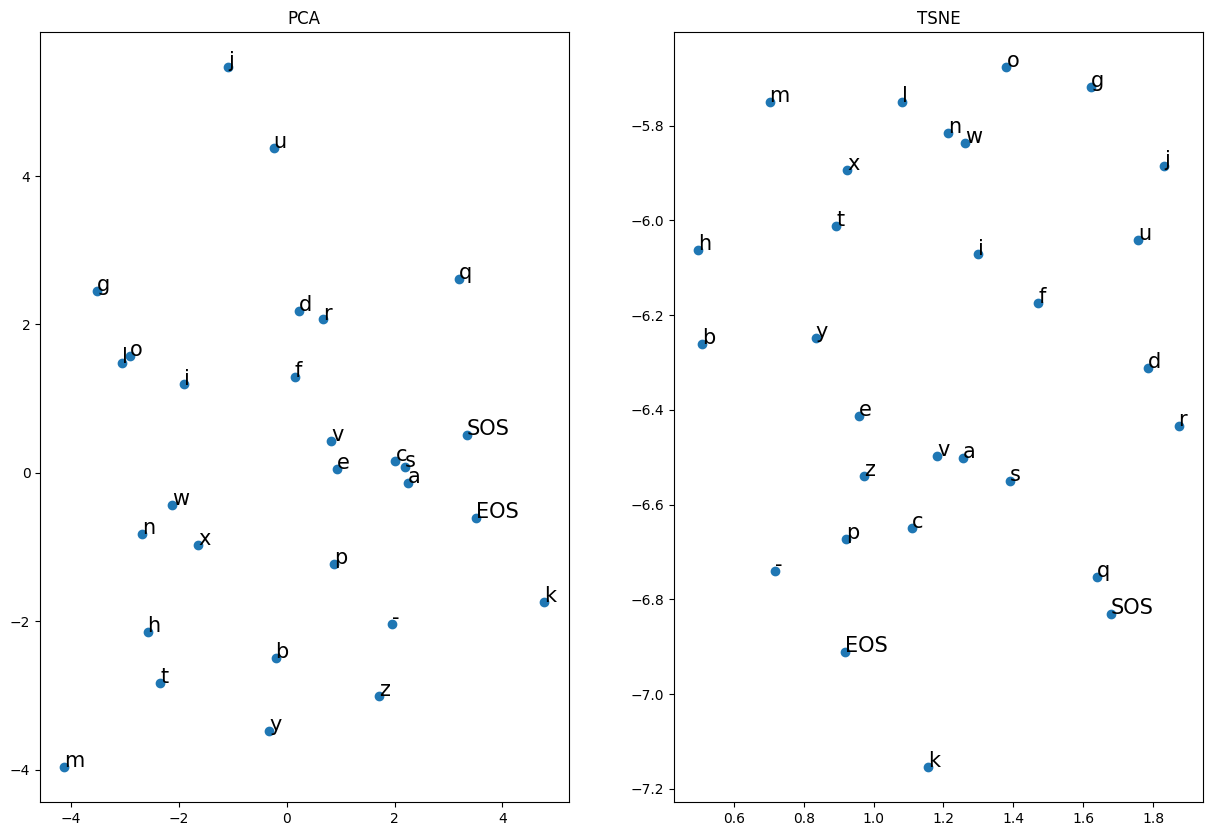 PCA
j
u
q
g
d
r
o
l
f
i
SOS
v
c
s
e
a
w
EOS
n
x
p
k
-
h
b
t
z
y
m
4
2
0
−2
−4
−4
−2
0
2
4
TSNE
o
g
m
l
n
w
j
x
t
u
h
i
f
b
y
d
e
r
v
a
z
s
c
p
-
q
SOS
EOS
k
−5.8
−6.0
−6.2
−6.4
−6.6
−6.8
−7.0
−7.2
0.6
0.8
1.0
1.2
1.4
1.6
1.8